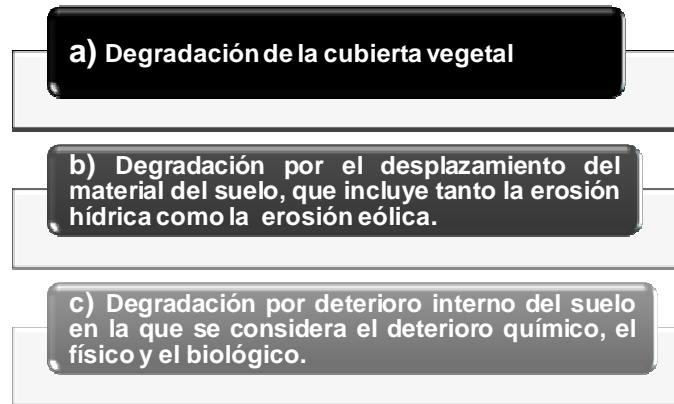 a) Degradación de la cubierta vegetal
b) Degradación por el desplazamiento del
material del suelo, que incluye tanto la erosión
hídrica como la erosión eólica.
c) Degradación por deterioro interno del suelo
en la que se considera el deterioro químico, el
físico y el biológico.